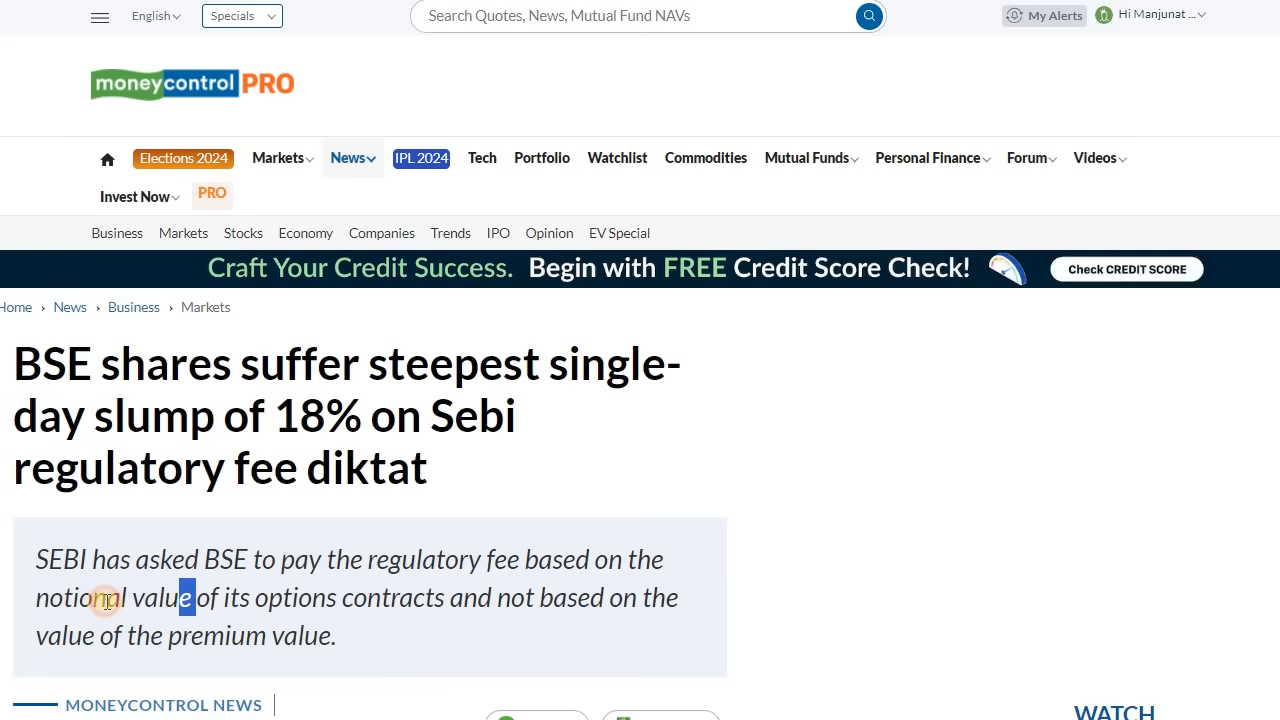 English
Specials
Search Quotes, News, Mutual Fund NAVs
My Alerts
Hi Manjunat ...
moneycontrol PRO
Elections 2024 Markets News IPL 2024 Tech Portfolio Watchlist Commodities Mutual Funds Personal Finance Forum Videos
Invest Now PRO
Business Markets Stocks Economy Companies Trends IPO Opinion EV Special
Craft Your Credit Success. Begin with FREE Credit Score Check! Check CREDIT SCORE
Home › News › Business › Markets
BSE shares suffer steepest single-
day slump of 18% on Sebi
regulatory fee diktat
SEBI has asked BSE to pay the regulatory fee based on the
notional value of its options contracts and not based on the
value of the premium value.
MONEYCONTROL NEWS
WATCH